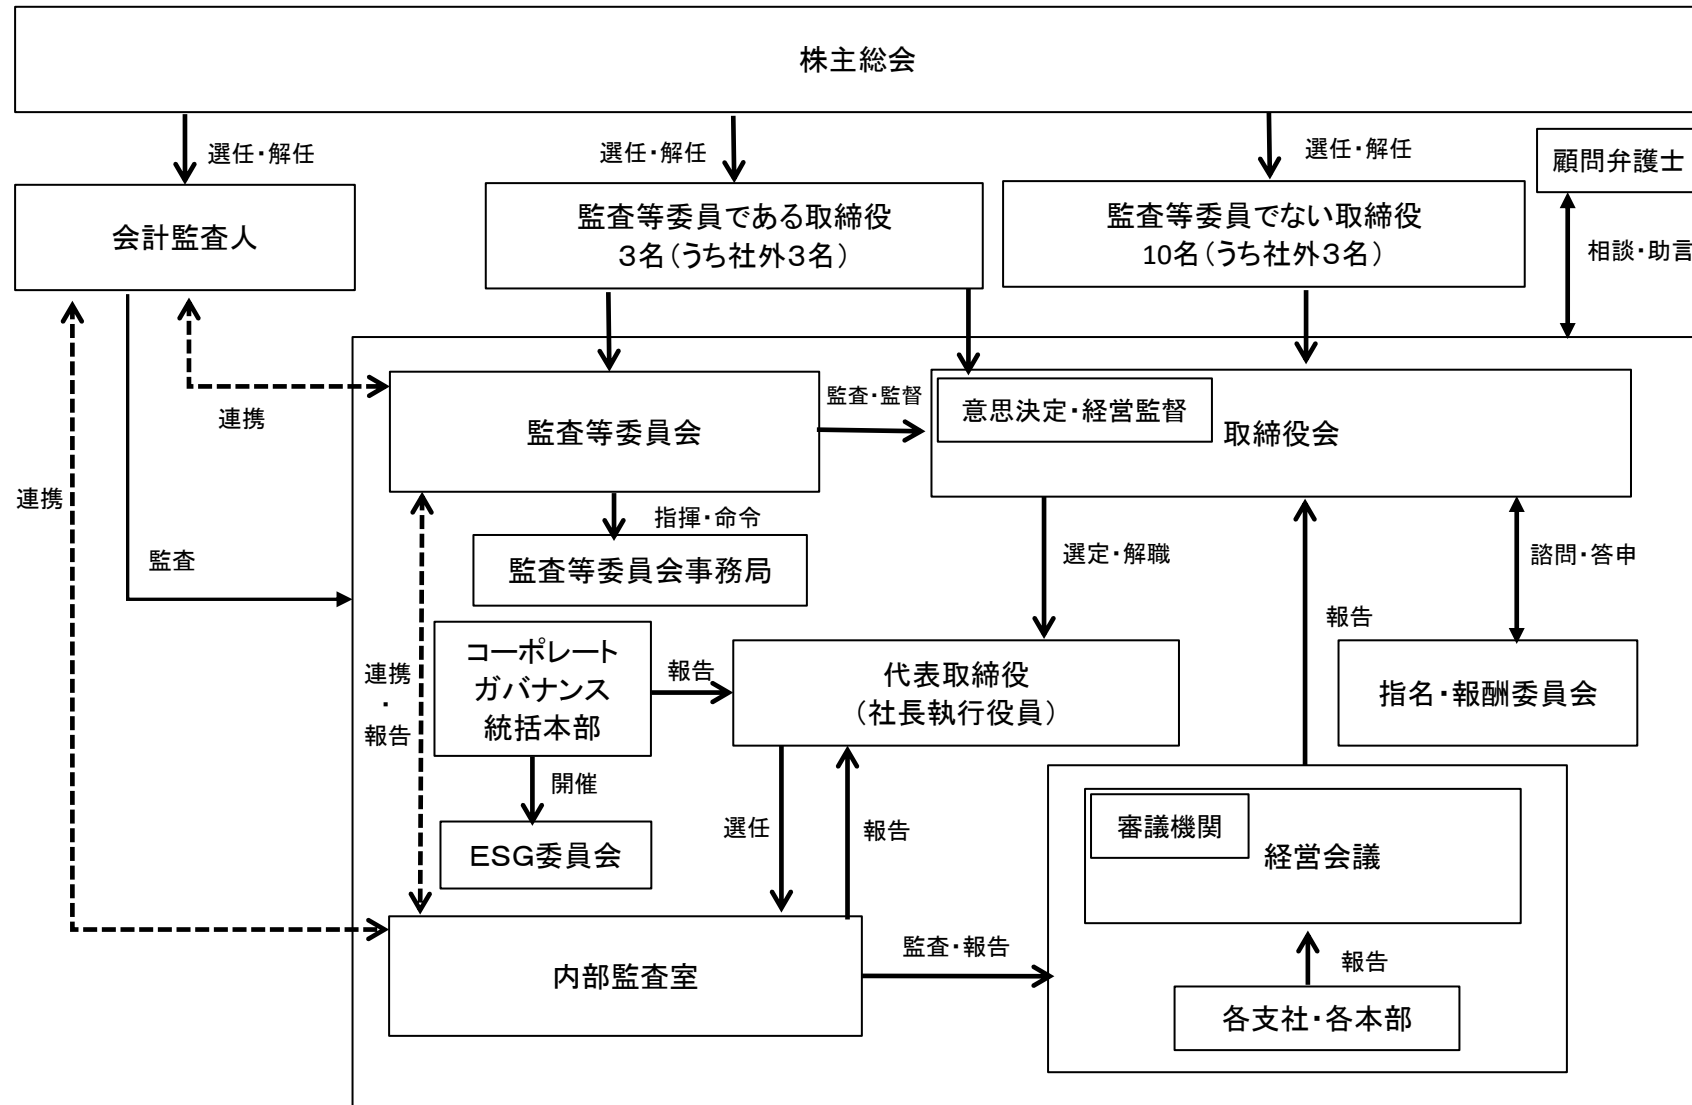 株主総会
選任・解任
選任・解任
選任・解任
顧問弁護士
会計監査人
監査等委員である取締役
3名(うち社外3名)
監査等委員でない取締役
10名(うち社外3名)
相談・助言
連携
連携
監査
監査等委員会
監査・監督
意思決定・経営監督
取締役会
指揮・命令
監査等委員会事務局
選定・解職
諮問・答申
報告
コーポレート
ガバナンス
統括本部
報告
代表取締役
(社長執行役員)
指名・報酬委員会
連携
・
報告
開催
ESG委員会
選任
報告
審議機関
経営会議
内部監査室
監査・報告
報告
各支社・各本部